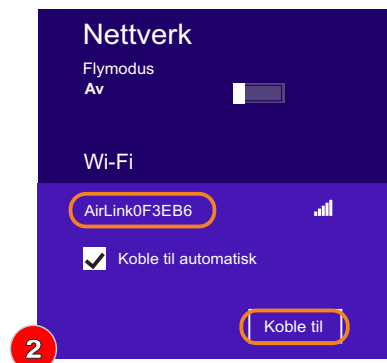 Nettverk
Flymodus
Av
Wi-Fi
AirLink0F3EB6
Koble til automatisk
Koble til
2